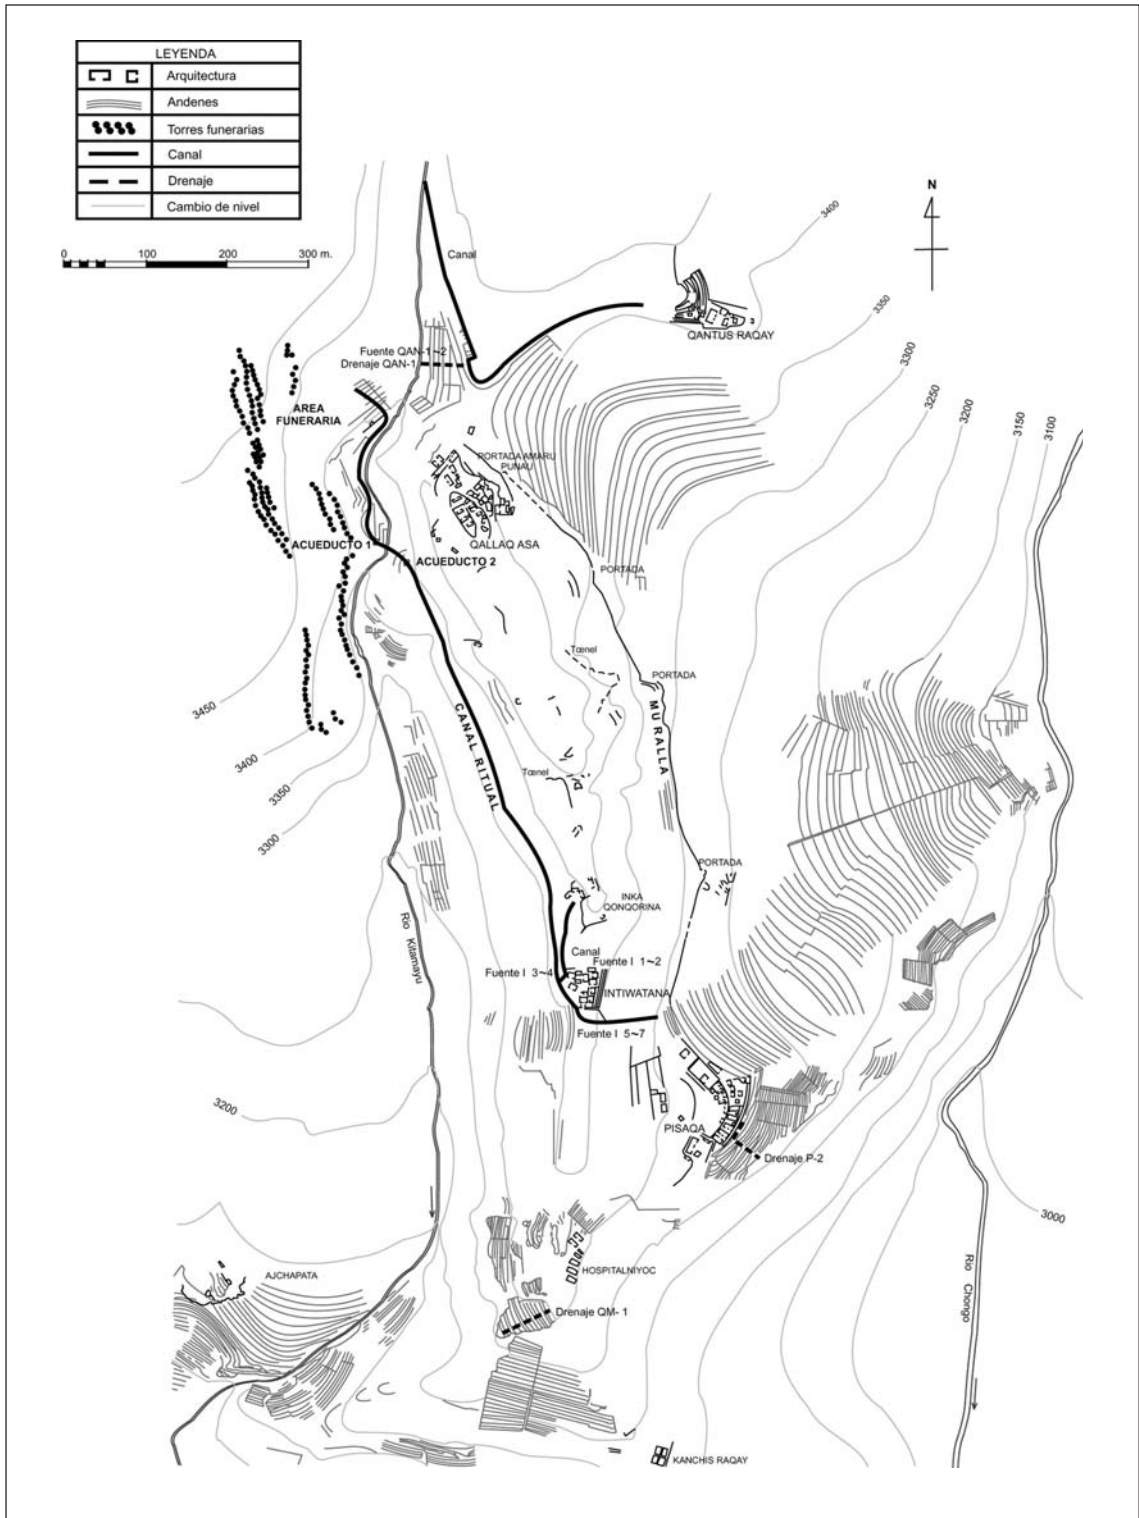 LEYENDA
Arquitectura
Andenes
Torres funerarias
Canal
Drenaje
Cambio de nivel
0 100 200 300 m.
N
3400
Canal
3350
QANTUS RAQAY
3300
Fuente QAN-1~2
Drenaje QAN-1
3250
3200
3150
3100
AREA
FUNERARIA
PORTADA AMARU
PUNAU
QALLAQ ASA
ACUEDUCTO 1
ACUEDUCTO 2
PORTADA
Tœnel
PORTADA
3450
CANAL RITUAL
MURALLA
3400
Tœnel
3350
3300
PORTADA
INKA
QONQORINA
Rio Kitamayu
Canal
Fuente I 1~2
Fuente I 3~4
INTIWATANA
Fuente I 5~7
3200
PISAQA
Drenaje P-2
3000
AJCHAPATA
HOSPITALNIYOC
Rio Chongo
Drenaje QM- 1
KANCHIS RAQAY